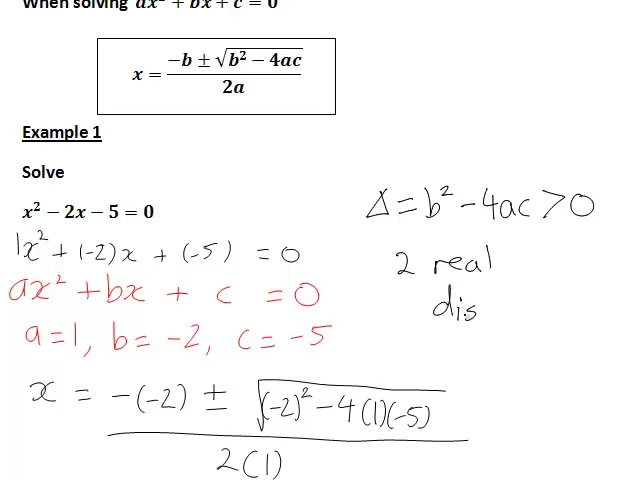 When solving ax² + bx + c = 0
x = (-b ± √(b² − 4ac)) / 2a
Example 1
Solve
x² − 2x − 5 = 0
1x² + (-2)x + (-5) = 0
ax² + bx + c = 0
a=1, b= -2, c= -5
x = (-(-2) ± √((-2)² - 4(1)(-5))) / 2(1)
Δ = b² - 4ac > 0
2 real
dis